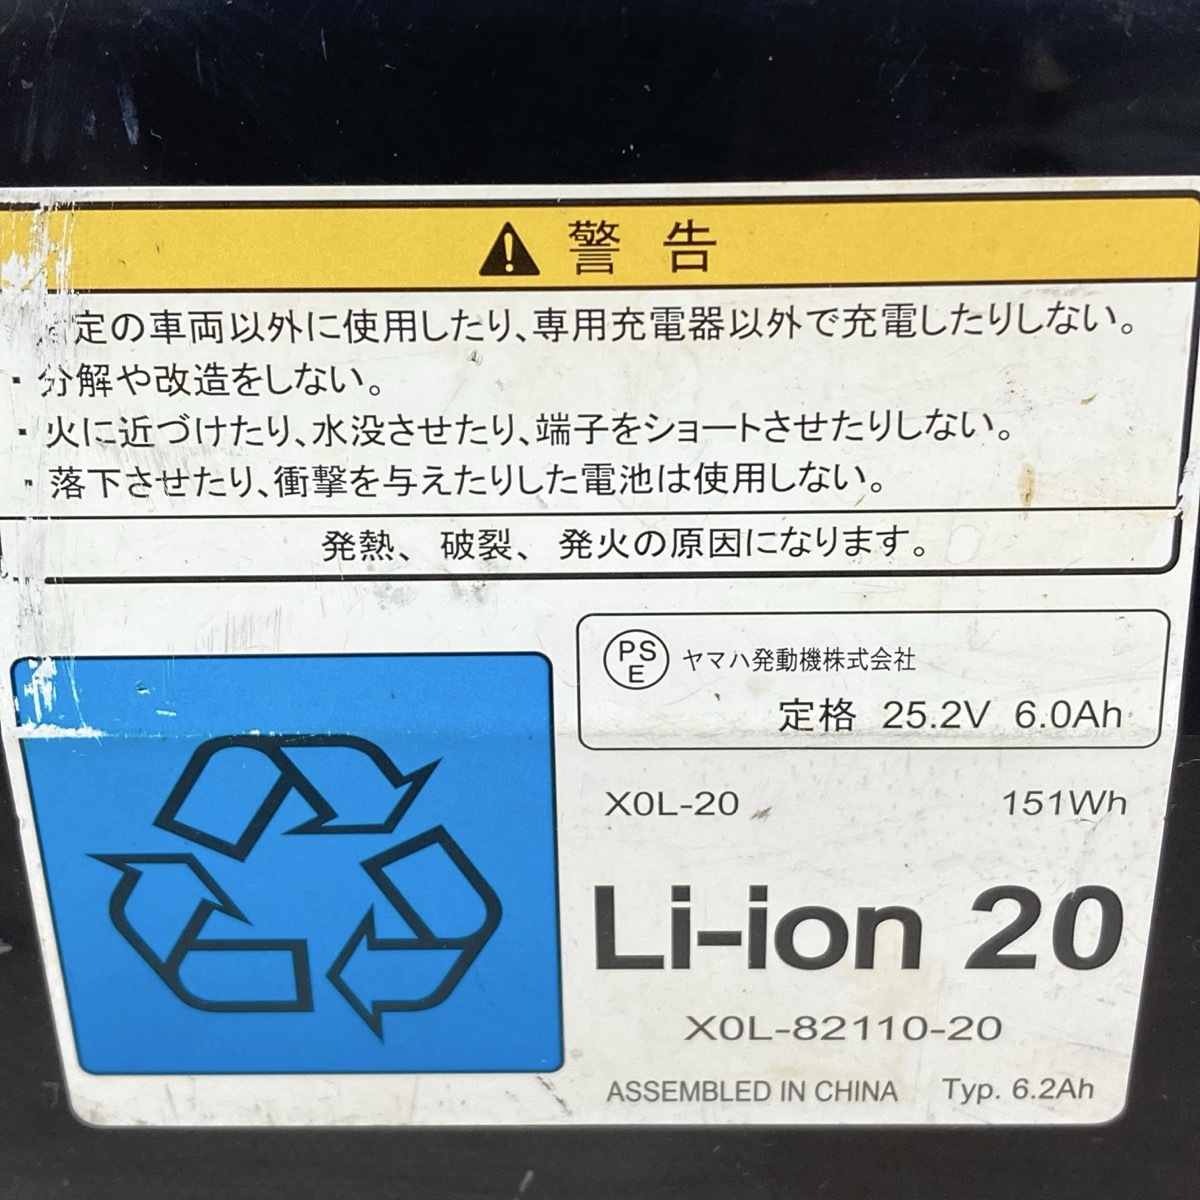 警告
定の車両以外に使用したり、専用充電器以外で充電したりしない。
・分解や改造をしない。
・火に近づけたり、水没させたり、端子をショートさせたりしない。
・落下させたり、衝撃を与えたりした電池は使用しない。
発熱、破裂、発火の原因になります。
PS
E
ヤマハ発動機株式会社
定格 25.2V 6.0Ah
X0L-20 151Wh
Li-ion 20
X0L-82110-20
ASSEMBLED IN CHINA Typ. 6.2Ah